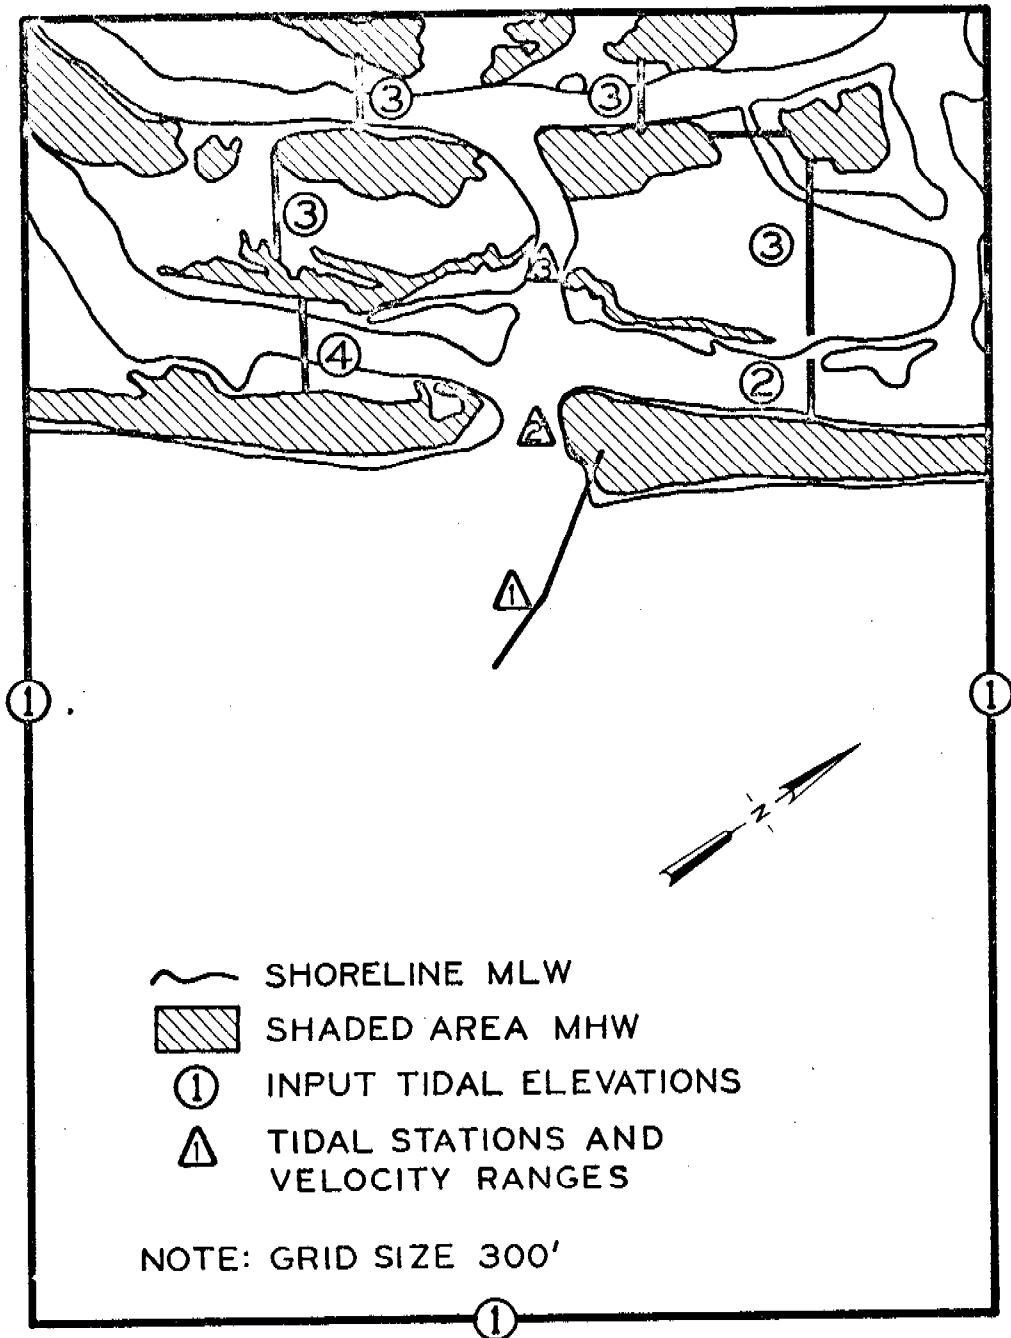 3
3
3
3
3
4
2
2
1
1
1
N
SHORELINE MLW
SHADED AREA MHW
1 INPUT TIDAL ELEVATIONS
1 TIDAL STATIONS AND
VELOCITY RANGES
NOTE: GRID SIZE 300'
1